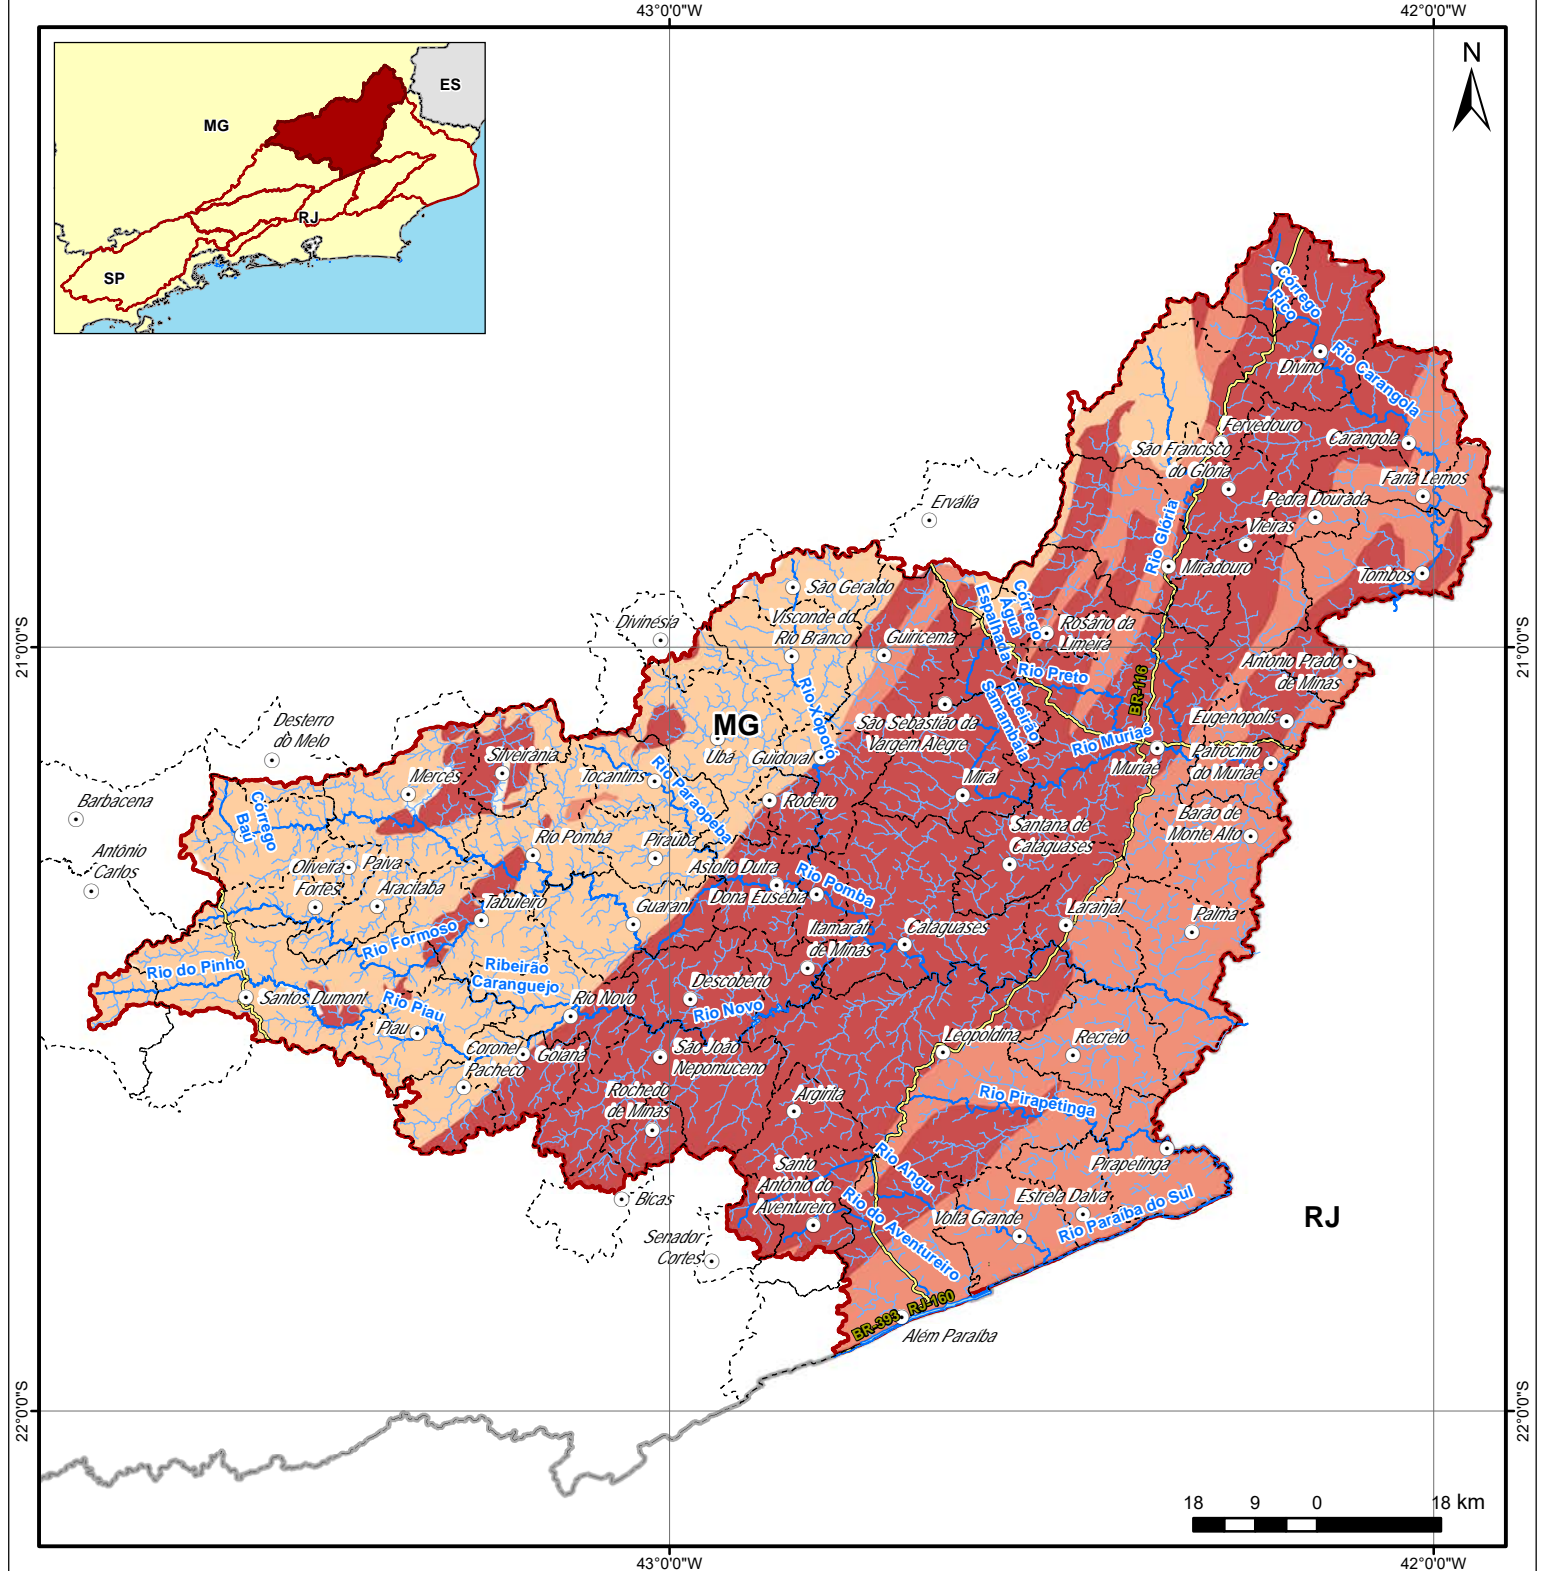 43°0'0"W
42°0'0"W
ES
MG
RJ
SP
N
Córrego
Rico
Divino
Rio Carangola
Fervedouro
São Francisco
do Glória
Carangola
Faria Lemos
Pedra Dourada
Vieiras
Ervália
Rio Glória
Miradouro
Tombos
São Geraldo
Córrego
Água
Espalhada
Divinésia
Visconde do
Rio Branco
Guiricema
Rosário da
Limeira
21°0'0"S
21°0'0"S
Rio Preto
Antônio Prado
de Minas
BR-116
Rio Xopotó
Ribeirão
Samambaia
Desterro
do Melo
MG
São Sebastião da
Vargem Alegre
Eugenópolis
Rio Muriaé
Silverânia
Ubá
Guidoval
Muriaé
Patrocínio
do Muriaé
Mercês
Tocantins
Rio Paraopeba
Miraí
Barbacena
Córrego
Bau
Rodeiro
Barão de
Monte Alto
Rio Pomba
Piraúba
Santana de
Cataguases
Antônio
Carlos
Oliveira
Fortes
Paiva
Aracitaba
Astolfo Dutra
Dona Eusébia
Rio Pomba
Tabuleiro
Guarani
Laranjal
Palma
Rio Formoso
Itamarati
de Minas
Cataguases
Rio do Pinho
Ribeirão
Caranguejo
Santos Dumont
Rio Piau
Rio Novo
Descoberto
Rio Novo
Piau
Leopoldina
Recreio
Coronel
Pacheco
Goianá
São João
Nepomuceno
Rochedo
de Minas
Argirita
Rio Pirapetinga
Rio Angu
Pirapetinga
Santo
Antônio do
Aventureiro
Bicas
Rio do Aventureiro
Estrela Dalva
Volta Grande
Rio Paraíba do Sul
RJ
Senador
Cortes
BR-393
RJ-160
Além Paraíba
22°0'0"S
22°0'0"S
18 9 0 18 km
43°0'0"W
42°0'0"W